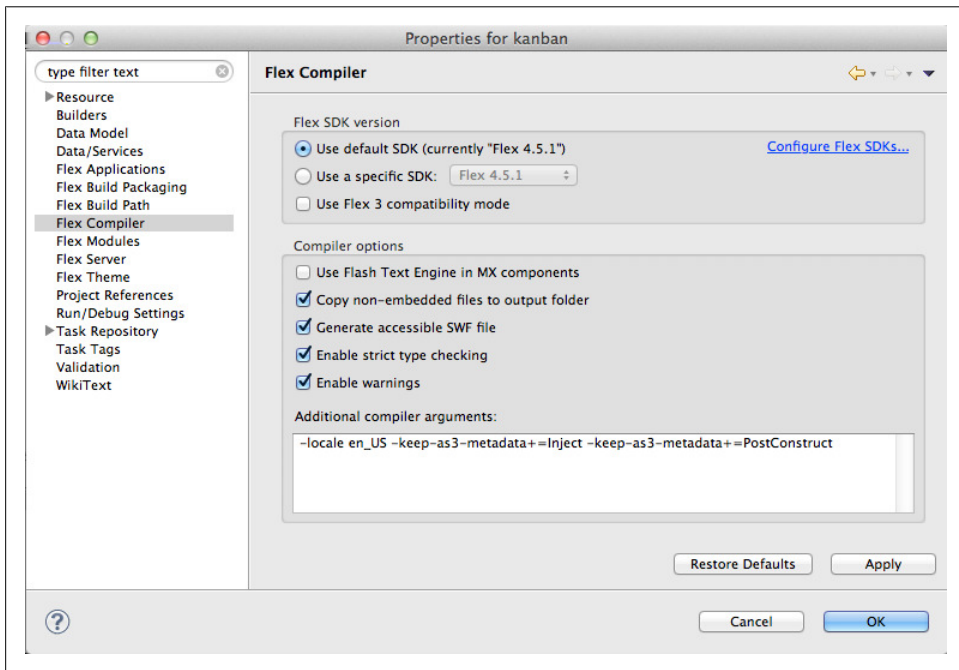 Properties for kanban
type filter text
Resource
Builders
Data Model
Data/Services
Flex Applications
Flex Build Packaging
Flex Build Path
Flex Compiler
Flex Modules
Flex Server
Flex Theme
Project References
Run/Debug Settings
Task Repository
Task Tags
Validation
WikiText
Flex Compiler
Flex SDK version
Use default SDK (currently "Flex 4.5.1")
Configure Flex SDKs...
Use a specific SDK: Flex 4.5.1
Use Flex 3 compatibility mode
Compiler options
Use Flash Text Engine in MX components
Copy non-embedded files to output folder
Generate accessible SWF file
Enable strict type checking
Enable warnings
Additional compiler arguments:
-locale en_US -keep-as3-metadata+=Inject -keep-as3-metadata+=PostConstruct
Restore Defaults
Apply
?
Cancel
OK